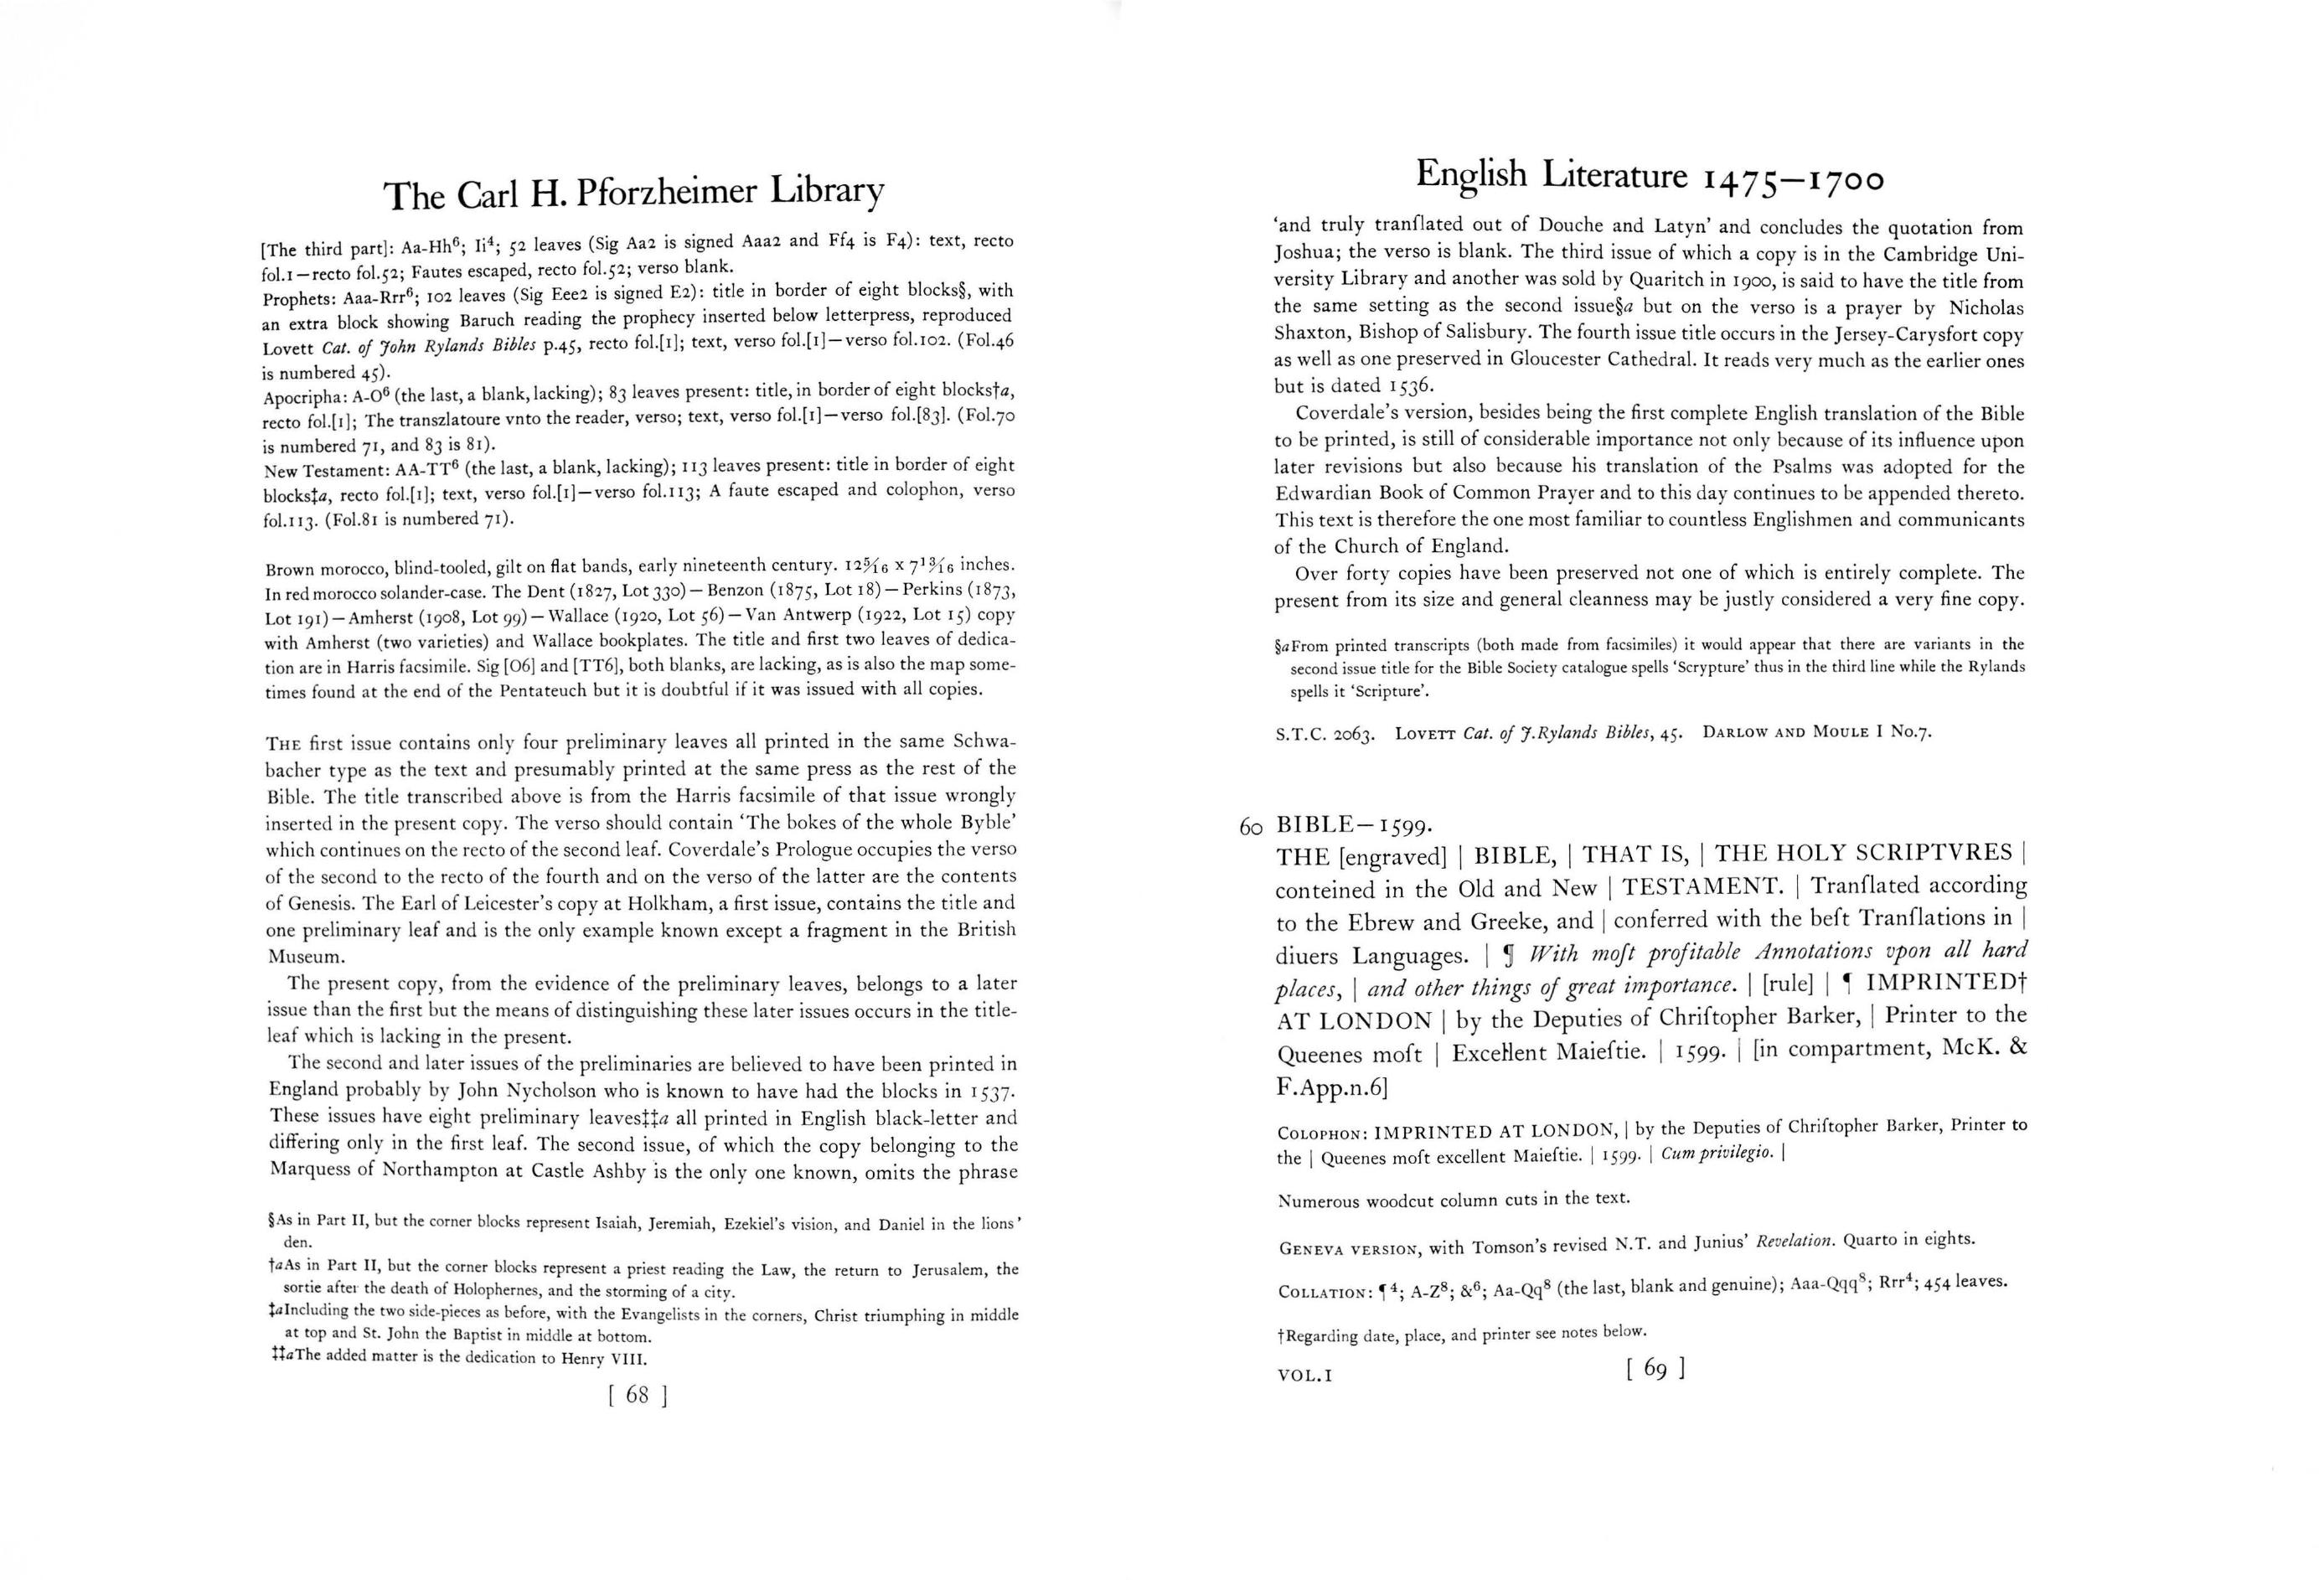 The Carl H. Pforzheimer Library
[The third part]: Aa-Hh⁶; Ii⁴; 52 leaves (Sig Aa2 is signed Aaa2 and Ff4 is F4): text, recto
fol.1—recto fol.52; Fautes escaped, recto fol.52; verso blank.
Prophets: Aaa-Rrr⁶; 102 leaves (Sig Eee2 is signed E2): title in border of eight blocks§, with
an extra block showing Baruch reading the prophecy inserted below letterpress, reproduced
Lovett Cat. of John Rylands Bibles p.45, recto fol.[1]; text, verso fol.[1]—verso fol.102. (Fol.46
is numbered 45).
Apocripha: A-O⁶ (the last, a blank, lacking); 83 leaves present: title, in border of eight blocks†a,
recto fol.[1]; The transzlatoure vnto the reader, verso; text, verso fol.[1]—verso fol.[83]. (Fol.70
is numbered 71, and 83 is 81).
New Testament: AA-TT⁶ (the last, a blank, lacking); 113 leaves present: title in border of eight
blocks‡a, recto fol.[1]; text, verso fol.[1]—verso fol.113; A faute escaped and colophon, verso
fol.113. (Fol.81 is numbered 71).
Brown morocco, blind-tooled, gilt on flat bands, early nineteenth century. 12 5/16 x 7 13/16 inches.
In red morocco solander-case. The Dent (1827, Lot 330)—Benzon (1875, Lot 18)—Perkins (1873,
Lot 191)—Amherst (1908, Lot 99)—Wallace (1920, Lot 56)—Van Antwerp (1922, Lot 15) copy
with Amherst (two varieties) and Wallace bookplates. The title and first two leaves of dedica-
tion are in Harris facsimile. Sig [O6] and [TT6], both blanks, are lacking, as is also the map some-
times found at the end of the Pentateuch but it is doubtful if it was issued with all copies.
THE first issue contains only four preliminary leaves all printed in the same Schwa-
bacher type as the text and presumably printed at the same press as the rest of the
Bible. The title transcribed above is from the Harris facsimile of that issue wrongly
inserted in the present copy. The verso should contain ‘The bokes of the whole Byble’
which continues on the recto of the second leaf. Coverdale’s Prologue occupies the verso
of the second to the recto of the fourth and on the verso of the latter are the contents
of Genesis. The Earl of Leicester’s copy at Holkham, a first issue, contains the title and
one preliminary leaf and is the only example known except a fragment in the British
Museum.
The present copy, from the evidence of the preliminary leaves, belongs to a later
issue than the first but the means of distinguishing these later issues occurs in the title-
leaf which is lacking in the present.
The second and later issues of the preliminaries are believed to have been printed in
England probably by John Nycholson who is known to have had the blocks in 1537.
These issues have eight preliminary leaves‡‡a all printed in English black-letter and
differing only in the first leaf. The second issue, of which the copy belonging to the
Marquess of Northampton at Castle Ashby is the only one known, omits the phrase
§As in Part II, but the corner blocks represent Isaiah, Jeremiah, Ezekiel’s vision, and Daniel in the lions’
den.
†aAs in Part II, but the corner blocks represent a priest reading the Law, the return to Jerusalem, the
sortie after the death of Holophernes, and the storming of a city.
‡aIncluding the two side-pieces as before, with the Evangelists in the corners, Christ triumphing in middle
at top and St. John the Baptist in middle at bottom.
‡‡aThe added matter is the dedication to Henry VIII.
[ 68 ]
English Literature 1475—1700
‘and truly tranſlated out of Douche and Latyn’ and concludes the quotation from
Joshua; the verso is blank. The third issue of which a copy is in the Cambridge Uni-
versity Library and another was sold by Quaritch in 1900, is said to have the title from
the same setting as the second issue§a but on the verso is a prayer by Nicholas
Shaxton, Bishop of Salisbury. The fourth issue title occurs in the Jersey-Carysfort copy
as well as one preserved in Gloucester Cathedral. It reads very much as the earlier ones
but is dated 1536.
Coverdale’s version, besides being the first complete English translation of the Bible
to be printed, is still of considerable importance not only because of its influence upon
later revisions but also because his translation of the Psalms was adopted for the
Edwardian Book of Common Prayer and to this day continues to be appended thereto.
This text is therefore the one most familiar to countless Englishmen and communicants
of the Church of England.
Over forty copies have been preserved not one of which is entirely complete. The
present from its size and general cleanness may be justly considered a very fine copy.
§aFrom printed transcripts (both made from facsimiles) it would appear that there are variants in the
second issue title for the Bible Society catalogue spells ‘Scrypture’ thus in the third line while the Rylands
spells it ‘Scripture’.
S.T.C. 2063. LOVETT Cat. of J.Rylands Bibles, 45. DARLOW AND MOULE I No.7.
60 BIBLE—1599.
THE [engraved] | BIBLE, | THAT IS, | THE HOLY SCRIPTVRES |
conteined in the Old and New | TESTAMENT. | Tranſlated according
to the Ebrew and Greeke, and | conferred with the beſt Tranſlations in |
diuers Languages. | ¶ With moſt profitable Annotations vpon all hard
places, | and other things of great importance. | [rule] | ¶ IMPRINTED†
AT LONDON | by the Deputies of Chriſtopher Barker, | Printer to the
Queenes moſt | Excellent Maieſtie. | 1599. | [in compartment, McK. &
F.App.n.6]
COLOPHON: IMPRINTED AT LONDON, | by the Deputies of Chriſtopher Barker, Printer to
the | Queenes moſt excellent Maieſtie. | 1599. | Cum privilegio. |
Numerous woodcut column cuts in the text.
GENEVA VERSION, with Tomson’s revised N.T. and Junius’ Revelation. Quarto in eights.
COLLATION: ¶⁴; A-Z⁸; &⁶; Aa-Qq⁸ (the last, blank and genuine); Aaa-Qqq⁸; Rrr⁴; 454 leaves.
†Regarding date, place, and printer see notes below.
VOL.I
[ 69 ]